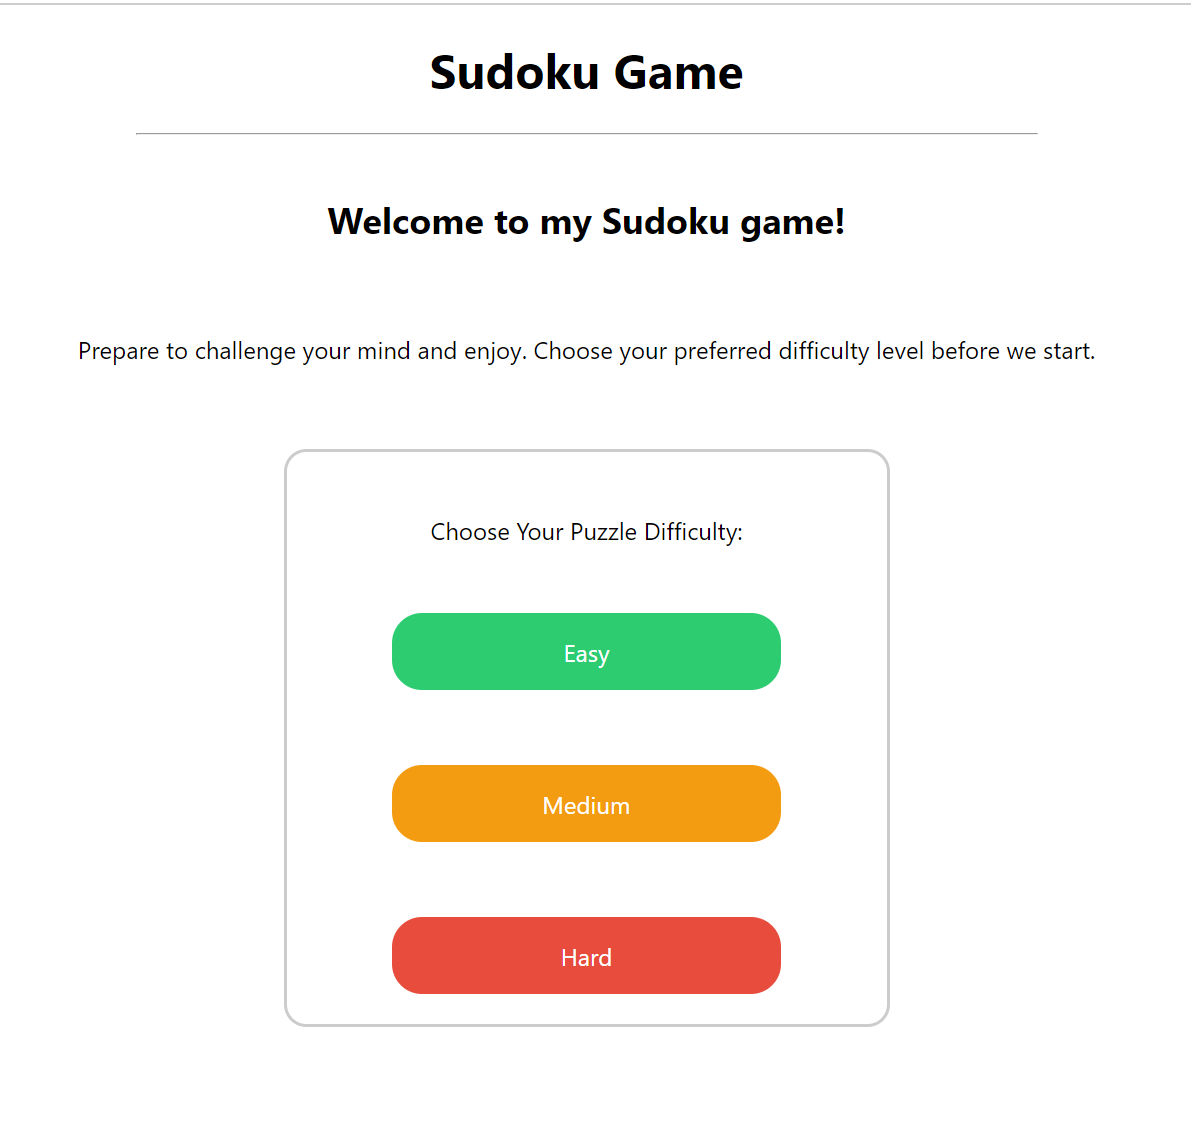 Sudoku Game
Welcome to my Sudoku game!
Prepare to challenge your mind and enjoy. Choose your preferred difficulty level before we start.
Choose Your Puzzle Difficulty:
Easy
Medium
Hard